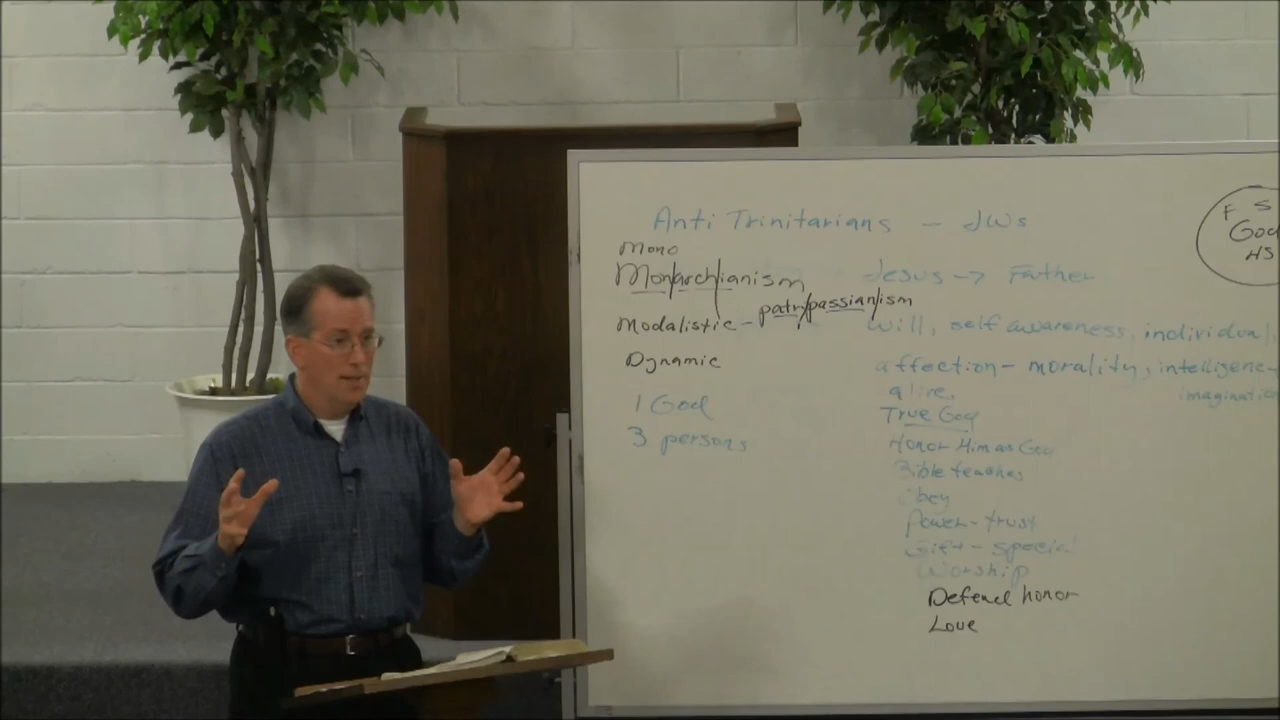 Anti Trinitarians - JWs
Mono
Monarchianism
Jesus -> Father
patripassianism
Modalistic -
will, self awareness, individual
Dynamic
affection - morality, intelligence
alive,
imaginatio
1 God
True God
3 persons
Honor Him as God
Bible teaches
obey
Power - trust
Gift - special
Worship
Defend honor
Love
F S
God
HS